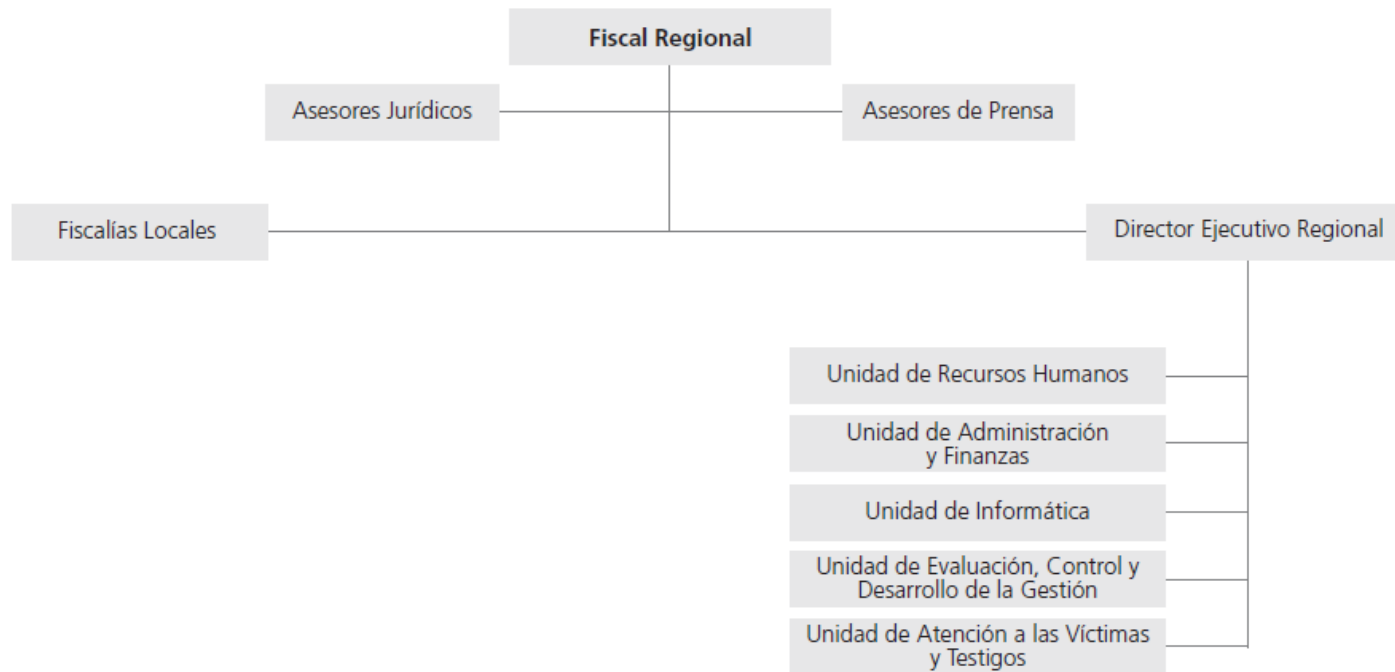 Fiscal Regional
Asesores Jurídicos
Asesores de Prensa
Fiscalías Locales
Director Ejecutivo Regional
Unidad de Recursos Humanos
Unidad de Administración
y Finanzas
Unidad de Informática
Unidad de Evaluación, Control y
Desarrollo de la Gestión
Unidad de Atención a las Víctimas
y Testigos